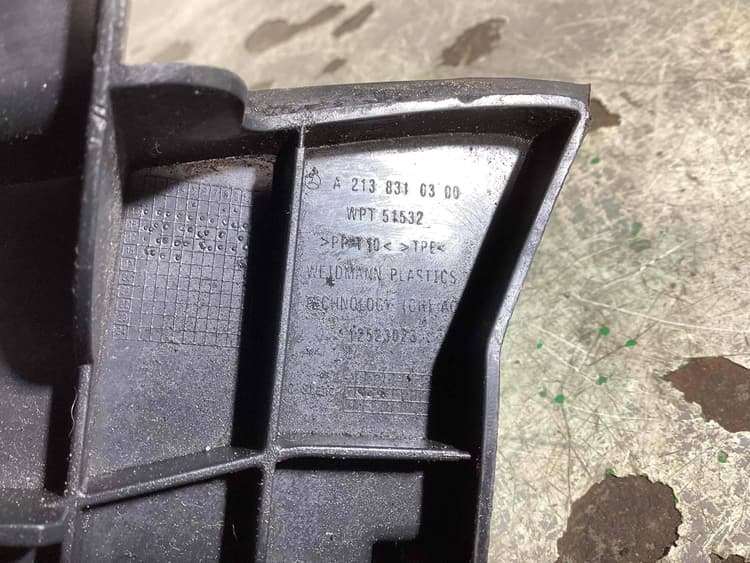 A 213 831 03 00
WPT 51532
>PP T10< >TPE<
WEIDMANN PLASTICS
TECHNOLOGY (CH) AG